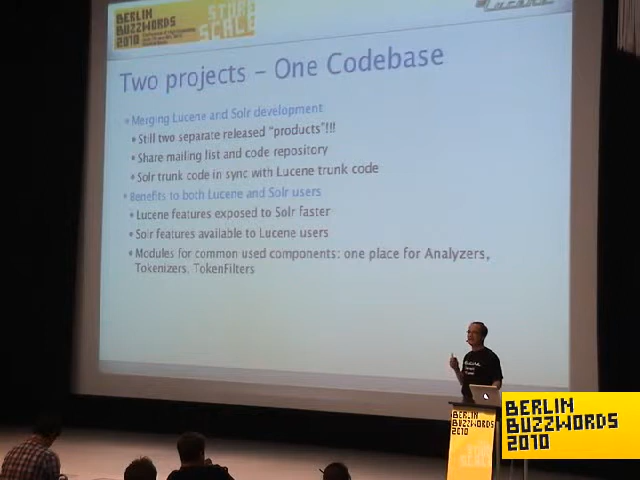 BERLIN
BUZZWORDS
2010
STORE
SCALE
Lucene
Two projects – One Codebase
• Merging Lucene and Solr development
• Still two separate released "products"!!!
• Share mailing list and code repository
• Solr trunk code in sync with Lucene trunk code
• Benefits to both Lucene and Solr users
• Lucene features exposed to Solr faster
• Solr features available to Lucene users
• Modules for common used components: one place for Analyzers,
Tokenizers, TokenFilters
BERLIN
BUZZWORDS
2010
BERLIN
BUZZWORDS
2010